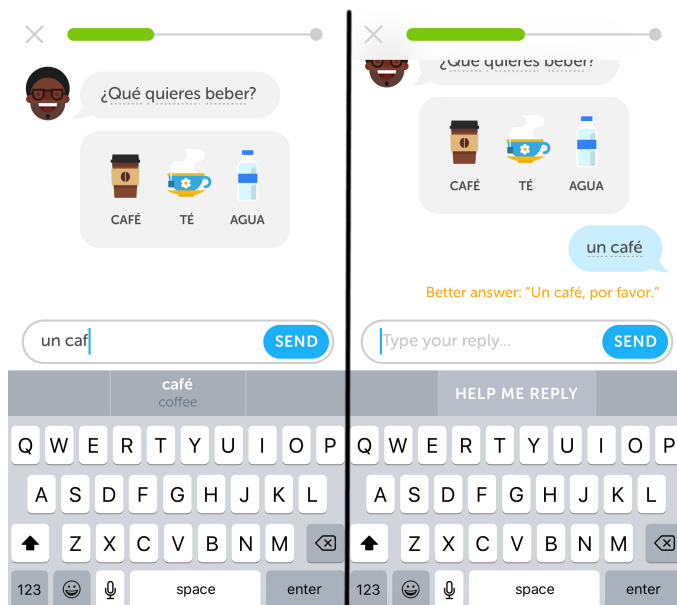 ¿Qué quieres beber?
CAFÉ TÉ AGUA
un caf
SEND
café
coffee
Q W E R T Y U I O P
A S D F G H J K L
Z X C V B N M
123 space enter
¿Qué quieres beber?
CAFÉ TÉ AGUA
un café
Better answer: “Un café, por favor.”
Type your reply...
SEND
HELP ME REPLY
Q W E R T Y U I O P
A S D F G H J K L
Z X C V B N M
123 space enter